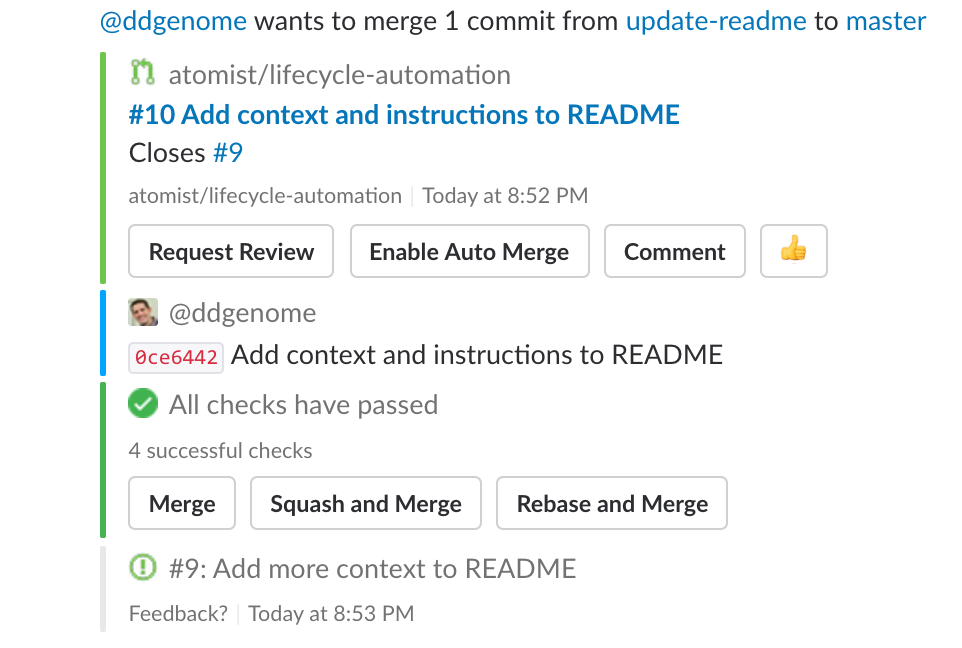 @ddgenome wants to merge 1 commit from update-readme to master
atomist/lifecycle-automation
#10 Add context and instructions to README
Closes #9
atomist/lifecycle-automation Today at 8:52 PM
Request Review Enable Auto Merge Comment
@ddgenome
0ce6442 Add context and instructions to README
All checks have passed
4 successful checks
Merge Squash and Merge Rebase and Merge
#9: Add more context to README
Feedback? Today at 8:53 PM